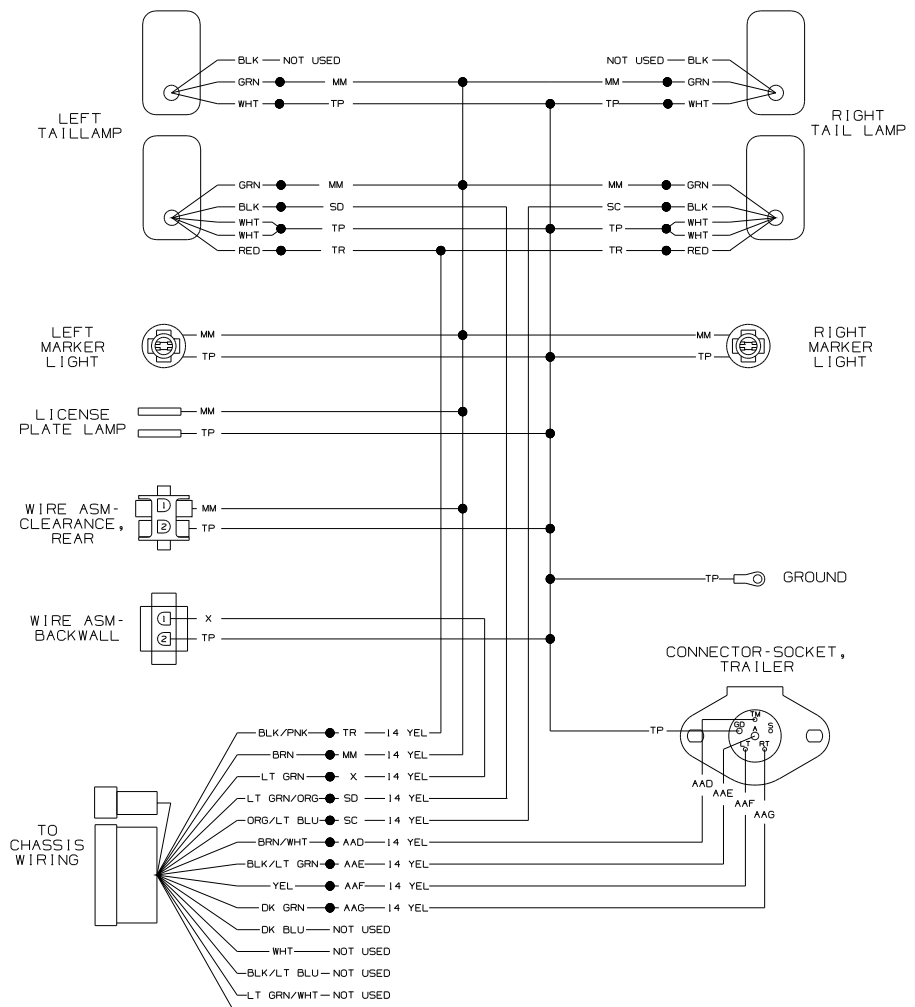 BLK NOT USED NOT USED BLK
GRN MM MM GRN
WHT TP TP WHT
LEFT
TAILLAMP
RIGHT
TAIL LAMP
GRN MM MM GRN
BLK SD SC BLK
WHT WHT
TP TP
WHT WHT
RED TR TR RED
LEFT
MARKER
LIGHT
MM
TP
MM
TP
RIGHT
MARKER
LIGHT
LICENSE
PLATE LAMP
MM
TP
WIRE ASM-
CLEARANCE,
REAR
1 MM
2 TP
TP GROUND
WIRE ASM-
BACKWALL
1 X
2 TP
CONNECTOR-SOCKET,
TRAILER
TP
TM
GD A SC
LT RT
AAD
AAE
AAF
AAG
TO
CHASSIS
WIRING
BLK/PNK TR 14 YEL
BRN MM 14 YEL
LT GRN X 14 YEL
LT GRN/ORG SD 14 YEL
ORG/LT BLU SC 14 YEL
BRN/WHT AAD 14 YEL
BLK/LT GRN AAE 14 YEL
YEL AAF 14 YEL
DK GRN AAG 14 YEL
DK BLU NOT USED
WHT NOT USED
BLK/LT BLU NOT USED
LT GRN/WHT NOT USED